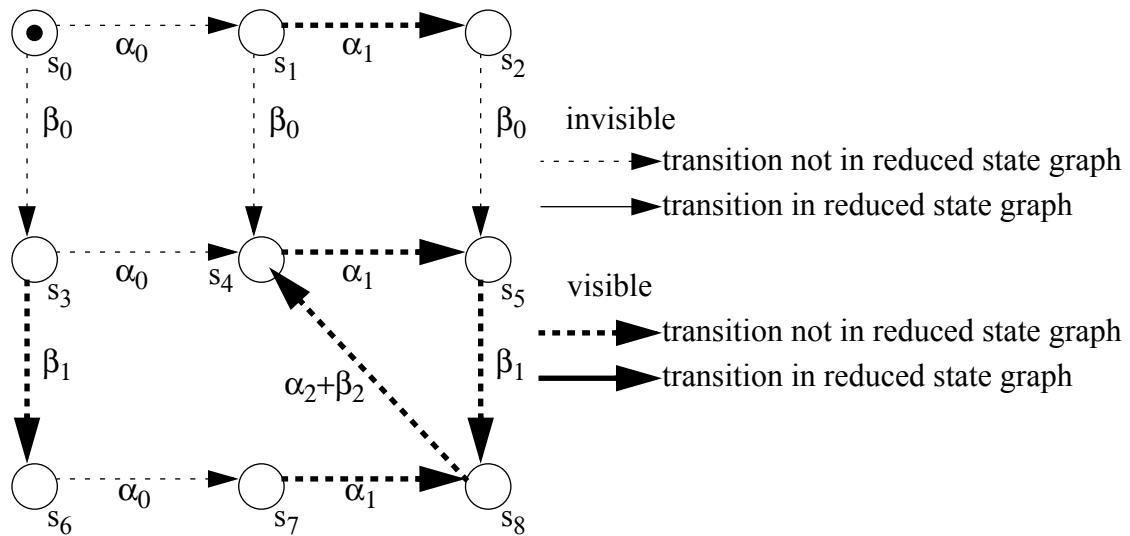 α0 α1
s0 s1 s2
β0 β0 β0
invisible
transition not in reduced state graph
transition in reduced state graph
α0 s4 α1
s3 s5
visible
transition not in reduced state graph
transition in reduced state graph
β1 α2+β2 β1
α0 α1
s6 s7 s8